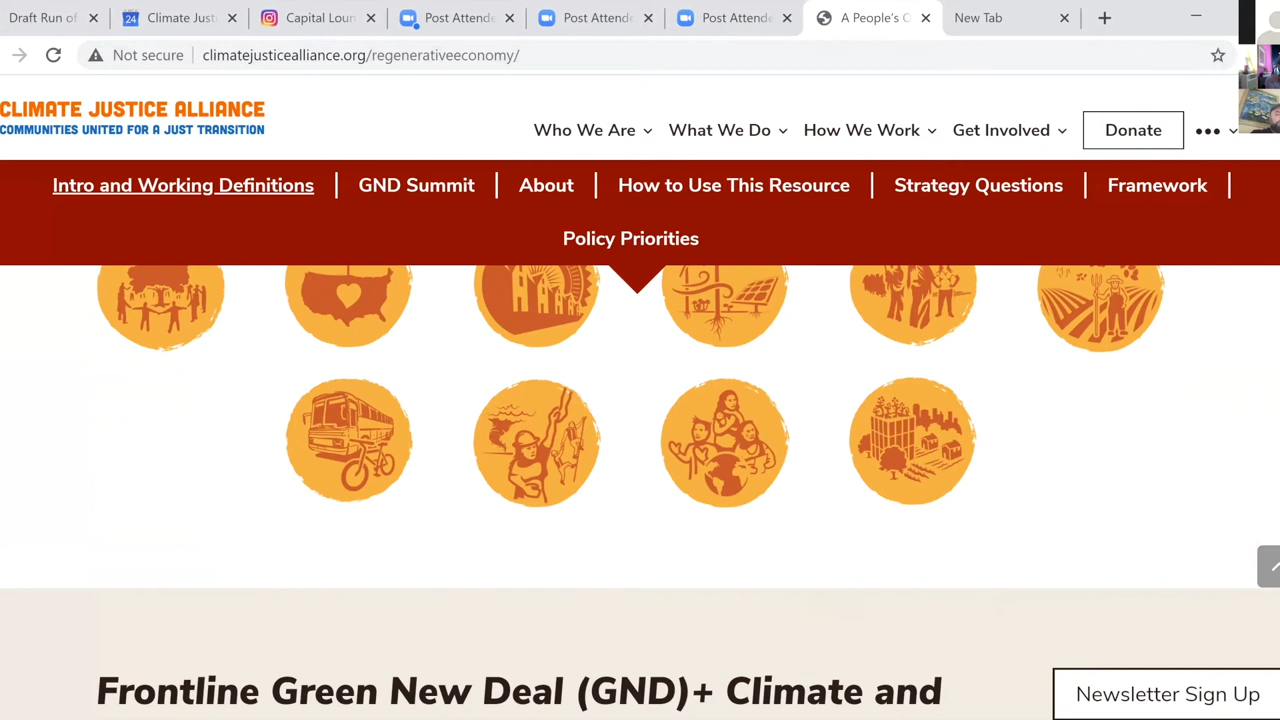 Draft Run of
24
Climate Just
Capital Loun
Post Attende
Post Attende
Post Attende
A People's O
New Tab
Not secure
climatejusticealliance.org/regenerativeeconomy/
CLIMATE JUSTICE ALLIANCE
COMMUNITIES UNITED FOR A JUST TRANSITION
Who We Are
What We Do
How We Work
Get Involved
Donate
Intro and Working Definitions
GND Summit
About
How to Use This Resource
Strategy Questions
Framework
Policy Priorities
Frontline Green New Deal (GND)+ Climate and
Newsletter Sign Up